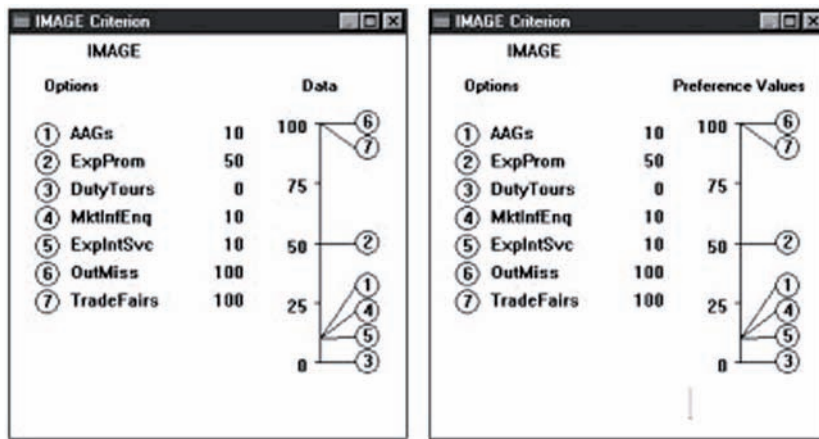 IMAGE Criterion
IMAGE
Options Data
1 AAGs 10
2 ExpProm 50
3 DutyTours 0
4 MktInfEnq 10
5 ExpIntSvc 10
6 OutMiss 100
7 TradeFairs 100
100
75
50
25
0
6
7
2
1
4
5
3
IMAGE Criterion
IMAGE
Options Preference Values
1 AAGs 10
2 ExpProm 50
3 DutyTours 0
4 MktInfEnq 10
5 ExpIntSvc 10
6 OutMiss 100
7 TradeFairs 100
100
75
50
25
0
6
7
2
1
4
5
3